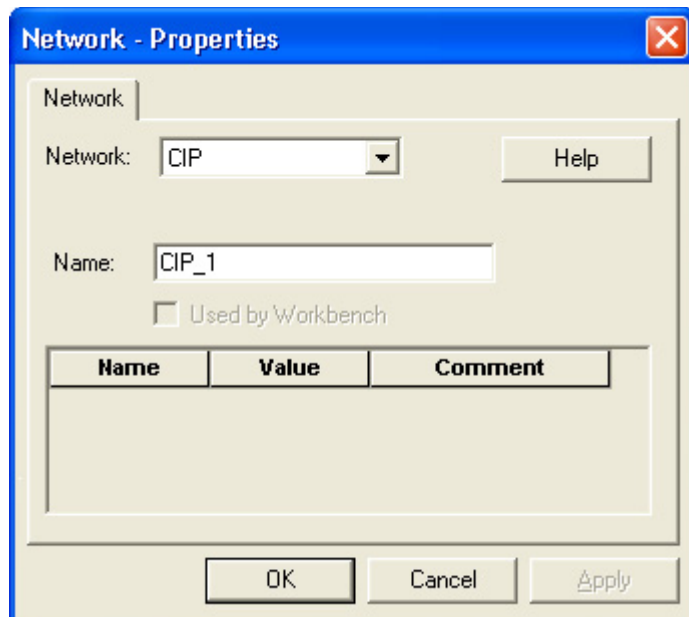 Network - Properties
Network
Network: CIP Help
Name: CIP_1
Used by Workbench
Name Value Comment
OK Cancel Apply